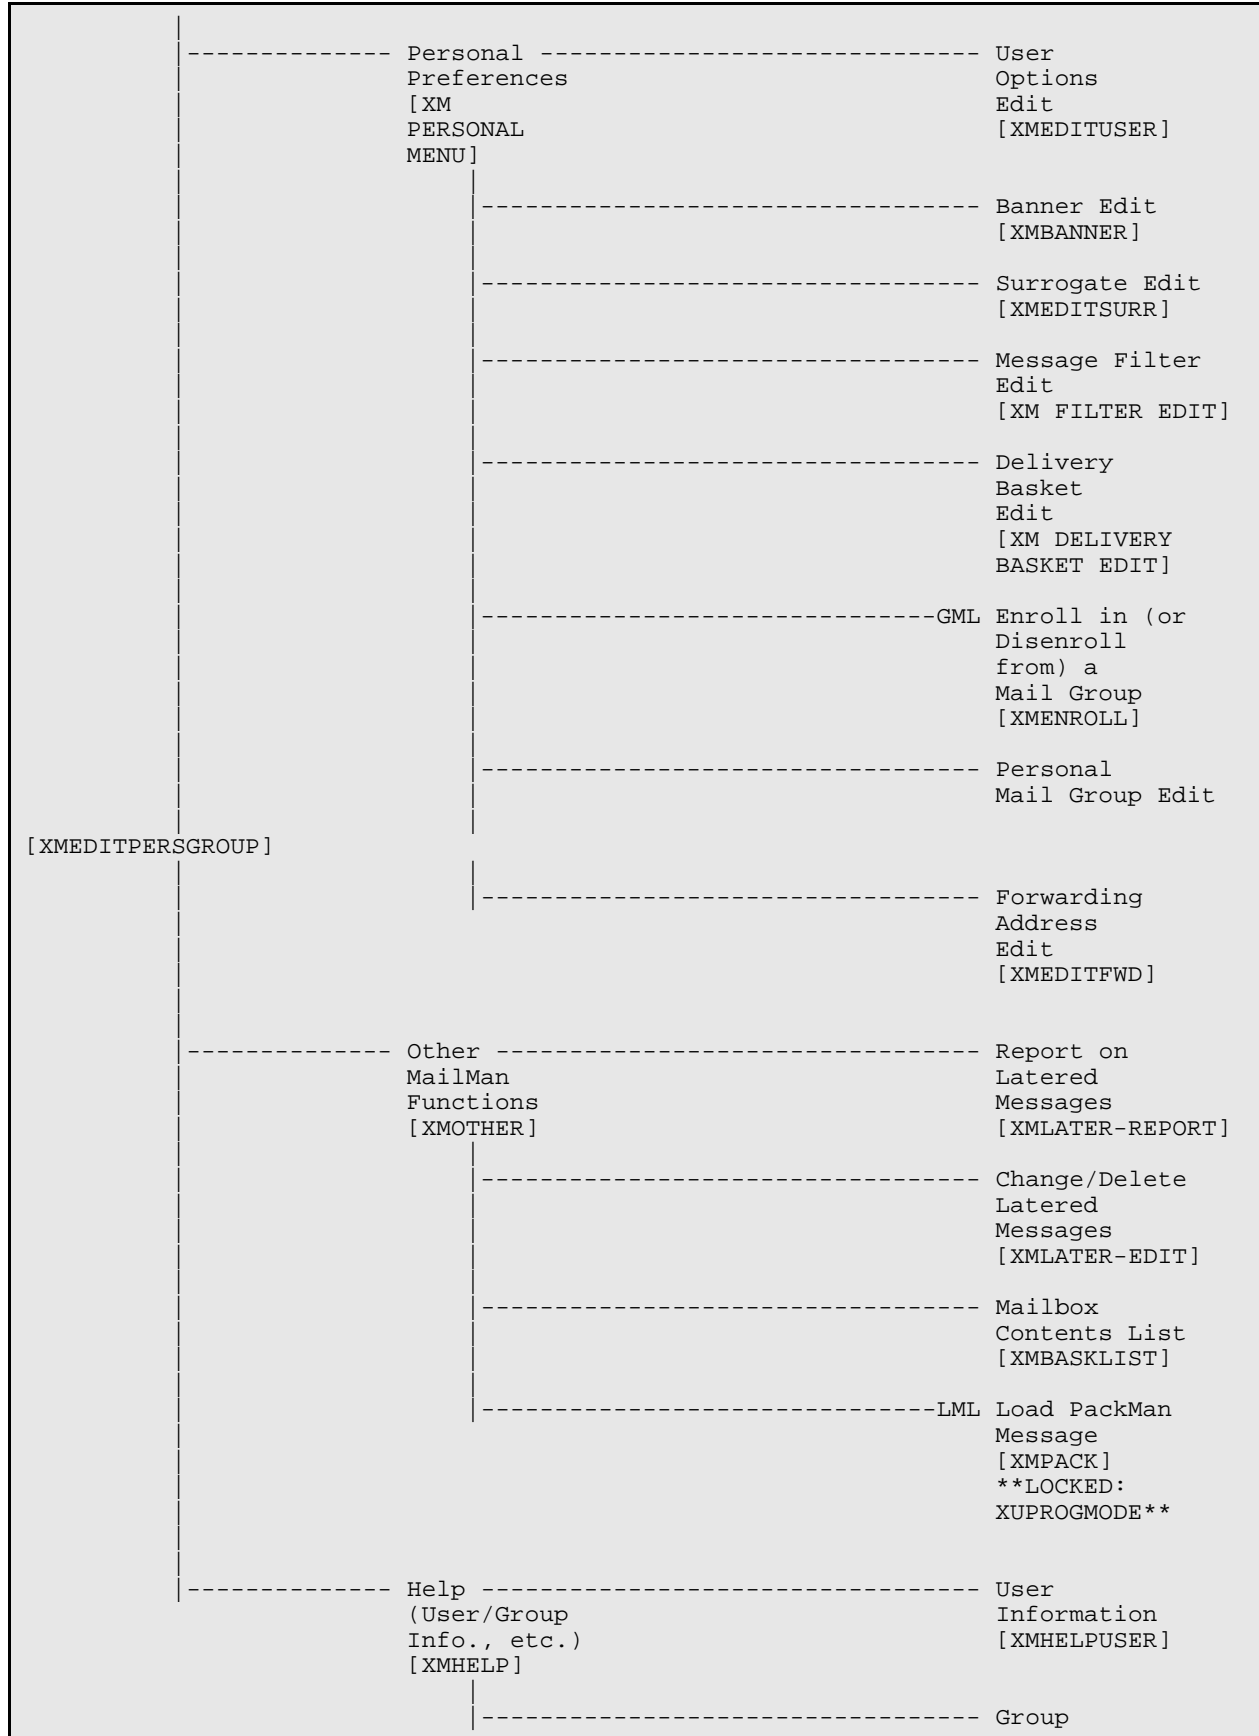 |-------------- Personal ------------------------------ User
Preferences Options
[XM Edit
PERSONAL [XMEDITUSER]
MENU]
|---------------------------------- Banner Edit
[XMBANNER]
|---------------------------------- Surrogate Edit
[XMEDITSURR]
|---------------------------------- Message Filter
Edit
[XM FILTER EDIT]
|---------------------------------- Delivery
Basket
Edit
[XM DELIVERY
BASKET EDIT]
|-------------------------------GML Enroll in (or
Disenroll
from) a
Mail Group
[XMENROLL]
|---------------------------------- Personal
Mail Group Edit
[XMEDITPERSGROUP]
|---------------------------------- Forwarding
Address
Edit
[XMEDITFWD]
|-------------- Other --------------------------------- Report on
MailMan Latered
Functions Messages
[XMOTHER] [XMLATER-REPORT]
|---------------------------------- Change/Delete
Latered
Messages
[XMLATER-EDIT]
|---------------------------------- Mailbox
Contents List
[XMBASKLIST]
|-------------------------------LML Load PackMan
Message
[XMPACK]
**LOCKED:
XUPROGMODE**
|-------------- Help ---------------------------------- User
(User/Group Information
Info., etc.) [XMHELPUSER]
[XMHELP]
|---------------------------------- Group